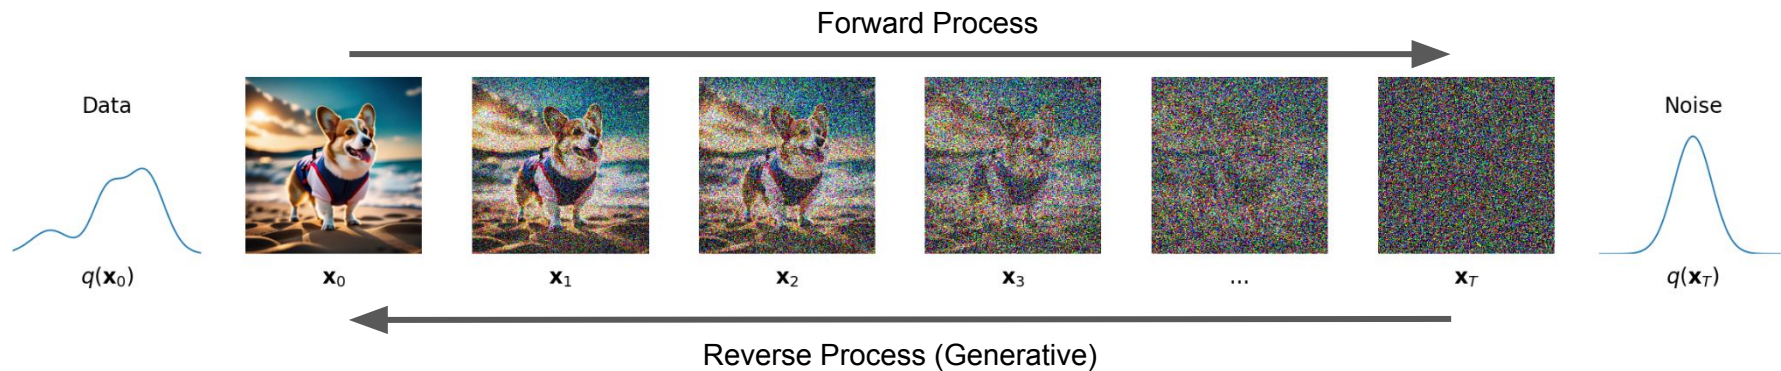 Forward Process
Data
Noise
q(x₀)
x₀
x₁
x₂
x₃
...
x_T
q(x_T)
Reverse Process (Generative)